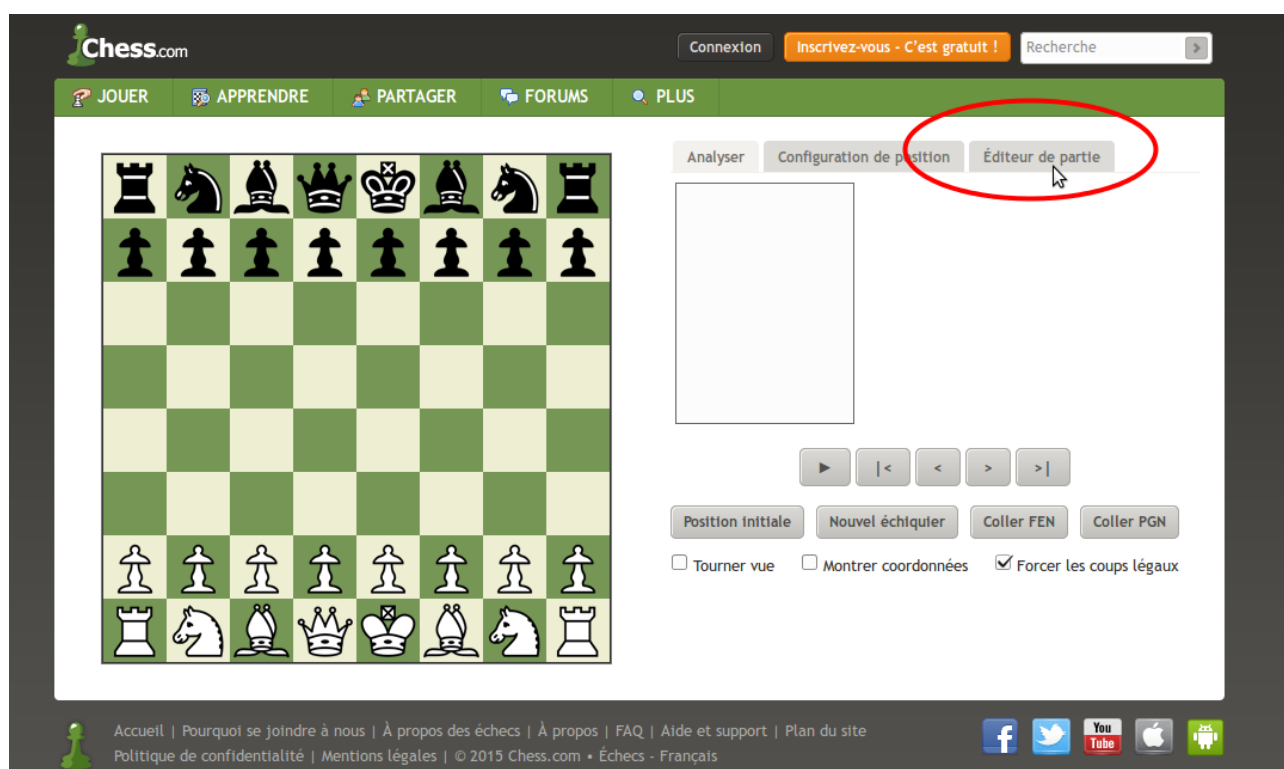 Chess.com
Connexion
Inscrivez-vous - C'est gratuit !
Recherche
JOUER
APPRENDRE
PARTAGER
FORUMS
PLUS
Analyser
Configuration de position
Éditeur de partie
|<
<
>
>|
Position initiale
Nouvel échiquier
Coller FEN
Coller PGN
Tourner vue
Montrer coordonnées
Forcer les coups légaux
Accueil | Pourquoi se joindre à nous | À propos des échecs | À propos | FAQ | Aide et support | Plan du site
Politique de confidentialité | Mentions légales | © 2015 Chess.com • Échecs - Français
f
You
Tube